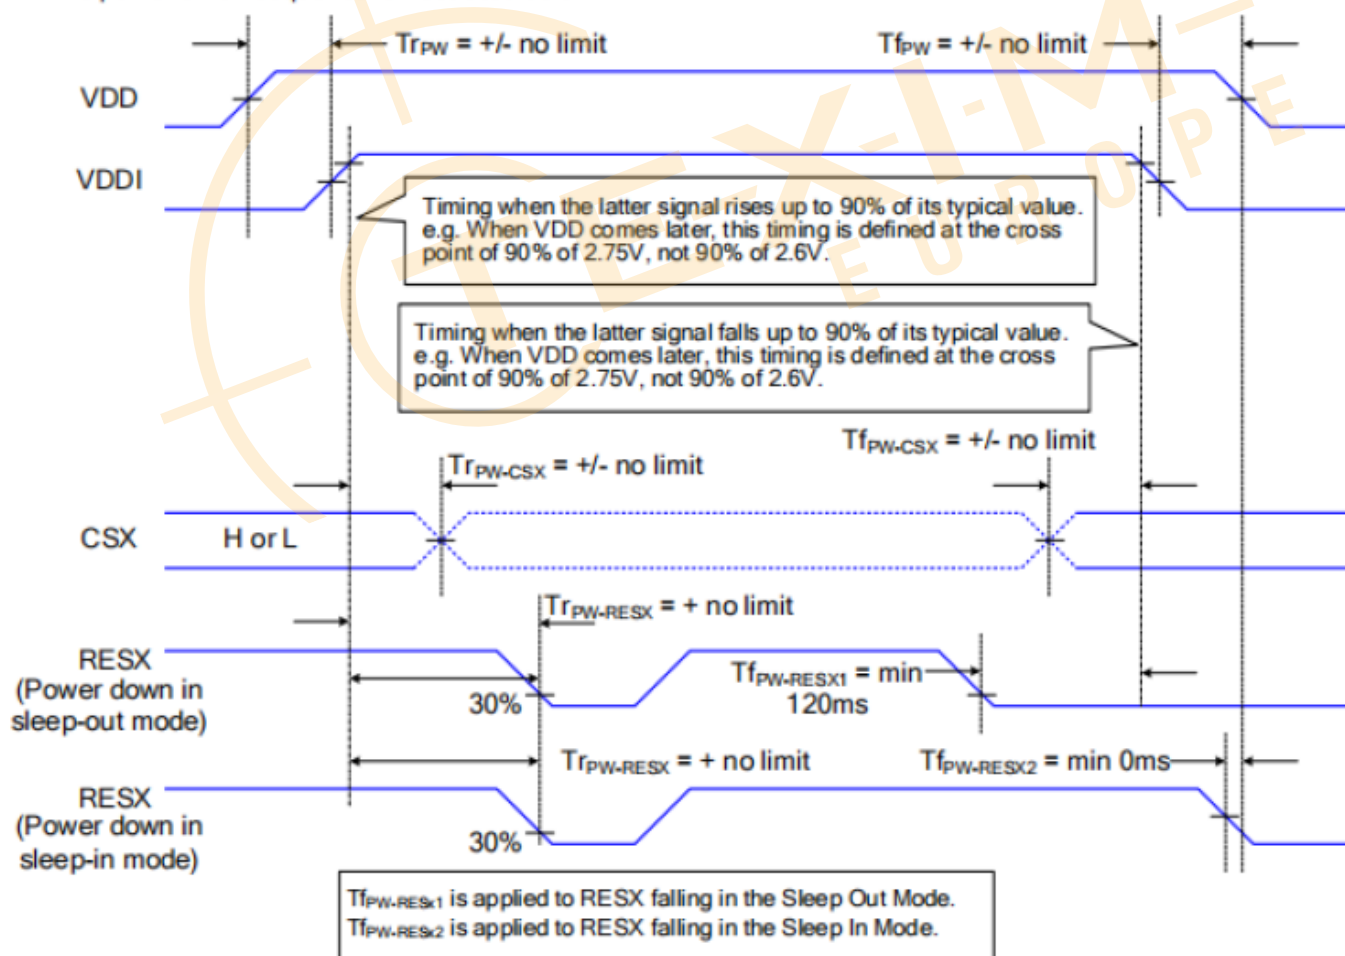 TrPW = +/- no limit
TfPW = +/- no limit
VDD
VDDI
TEXIM
EUROPE
Timing when the latter signal rises up to 90% of its typical value.
e.g. When VDD comes later, this timing is defined at the cross
point of 90% of 2.75V, not 90% of 2.6V.
Timing when the latter signal falls up to 90% of its typical value.
e.g. When VDD comes later, this timing is defined at the cross
point of 90% of 2.75V, not 90% of 2.6V.
TfPW-CSX = +/- no limit
TrPW-CSX = +/- no limit
CSX
H or L
TrPW-RESX = + no limit
RESX
(Power down in
sleep-out mode)
30%
TfPW-RESX1 = min
120ms
TrPW-RESX = + no limit
TfPW-RESX2 = min 0ms
RESX
(Power down in
sleep-in mode)
30%
TfPW-RESx1 is applied to RESX falling in the Sleep Out Mode.
TfPW-RESx2 is applied to RESX falling in the Sleep In Mode.